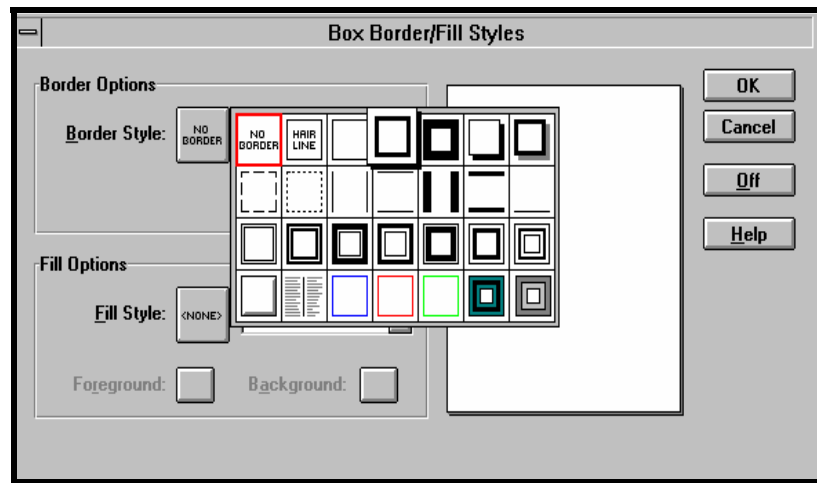 Box Border/Fill Styles
Border Options
Border Style:
NO
BORDER
NO
BORDER
HAIR
LINE
OK
Cancel
Off
Help
Fill Options
Fill Style:
<NONE>
Foreground:
Background: